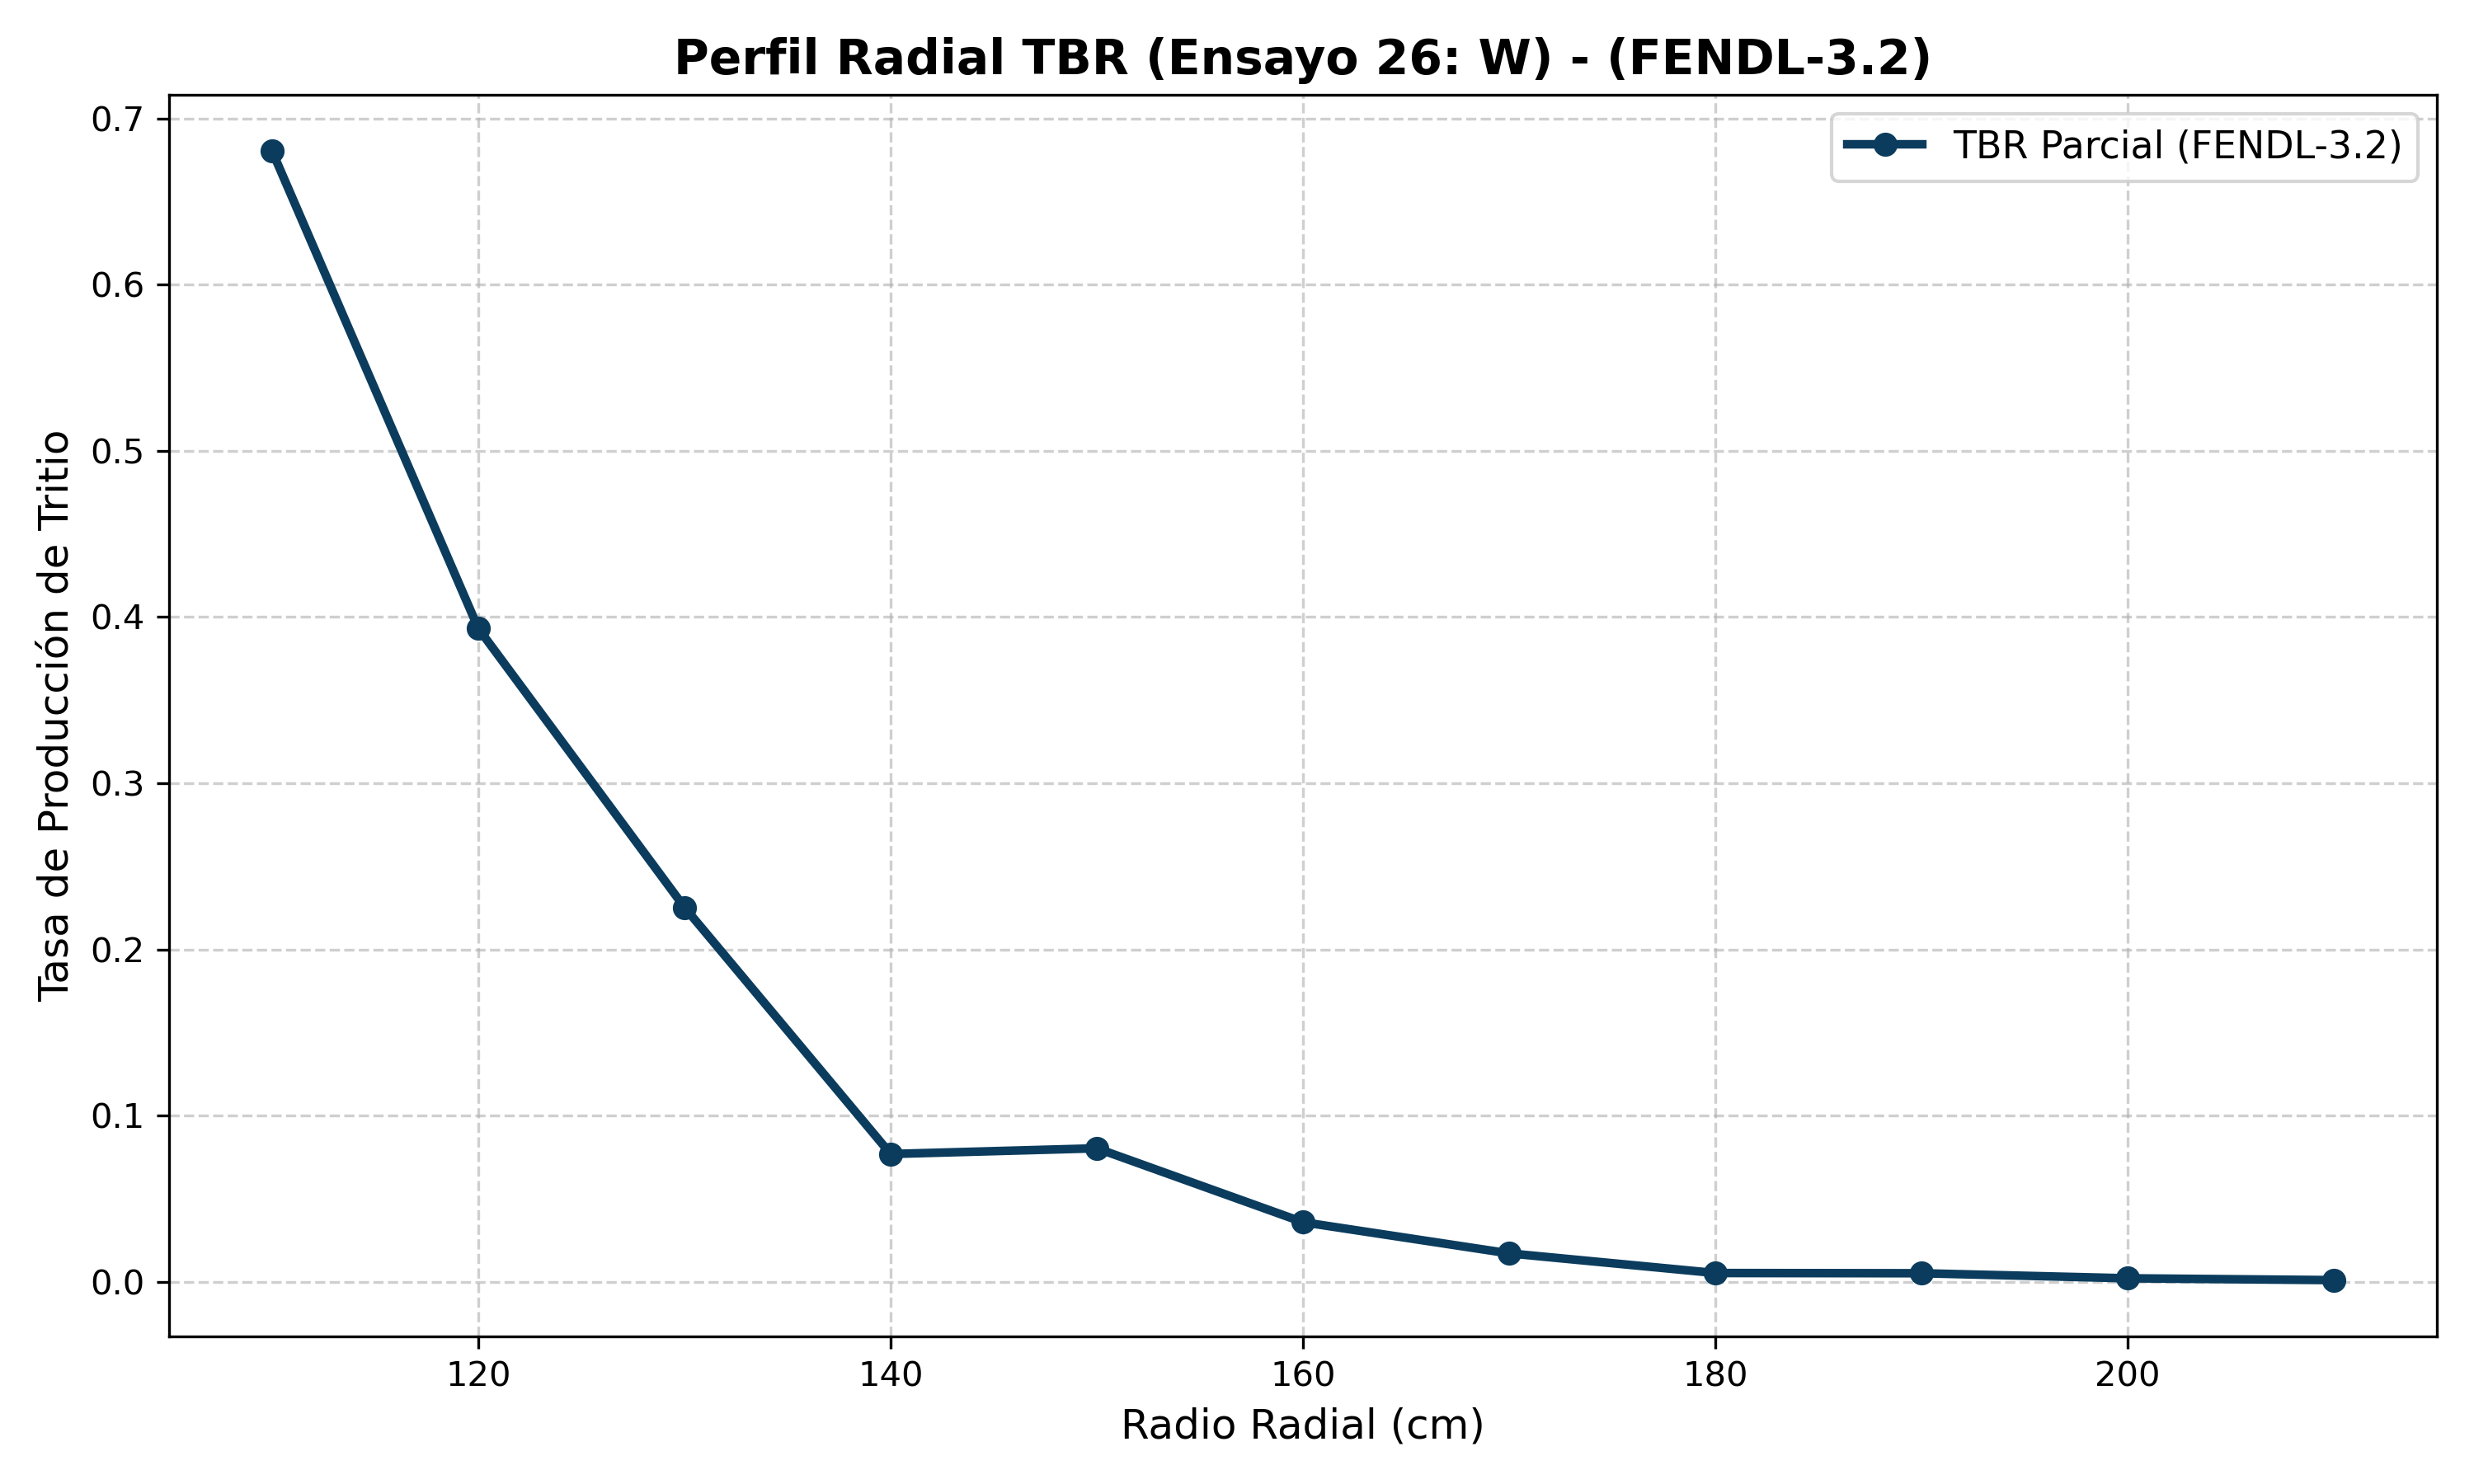 Perfil Radial TBR (Ensayo 26: W) - (FENDL-3.2)
TBR Parcial (FENDL-3.2)
Tasa de Producción de Tritio
0.7
0.6
0.5
0.4
0.3
0.2
0.1
0.0
120 140 160 180 200
Radio Radial (cm)